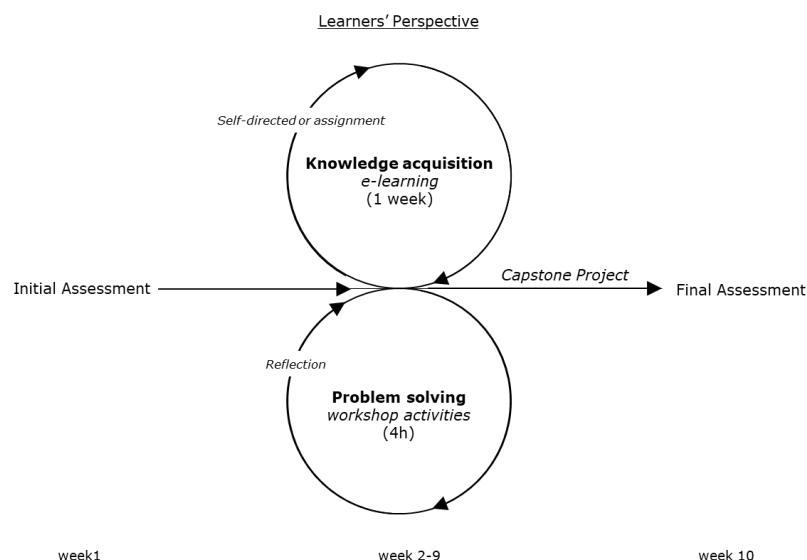 Learners’ Perspective
Self-directed or assignment
Knowledge acquisition
e-learning
(1 week)
Capstone Project
Initial Assessment
Final Assessment
Reflection
Problem solving
workshop activities
(4h)
week1
week 2-9
week 10